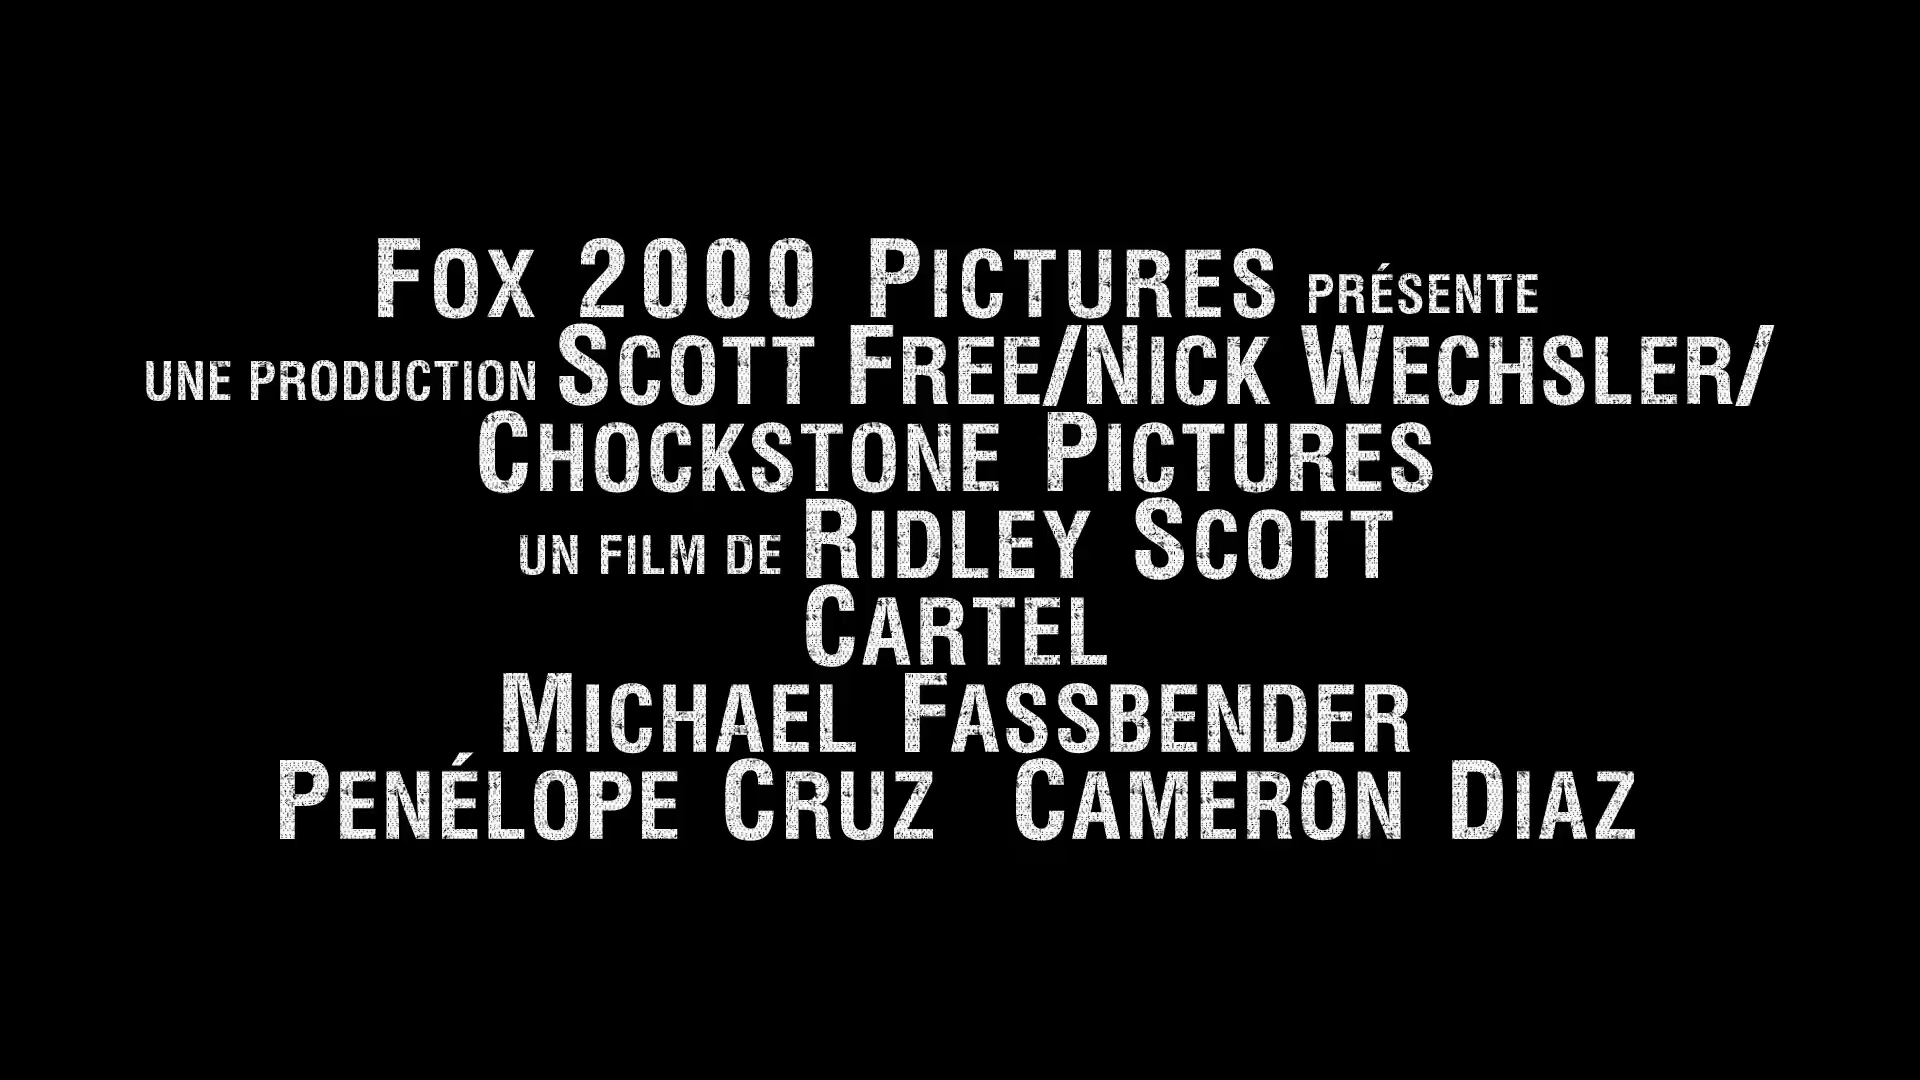 Fox 2000 Pictures présente
une production Scott Free/Nick Wechsler/
Chockstone Pictures
un film de Ridley Scott
Cartel
Michael Fassbender
Penélope Cruz Cameron Diaz